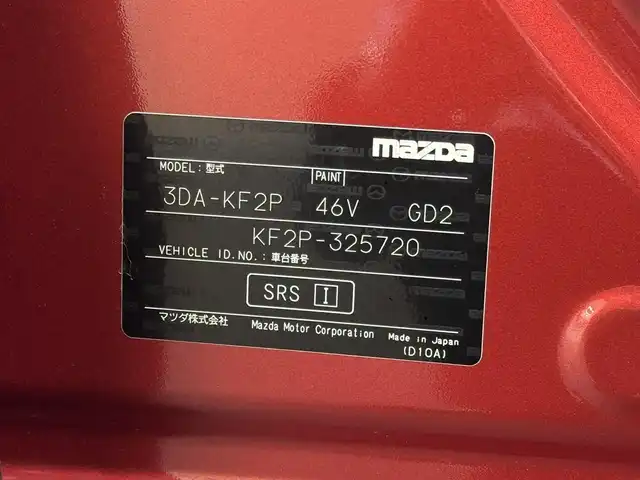 mazda
MODEL: 型式 PAINT
3DA-KF2P 46V GD2
KF2P-325720
VEHICLE ID.NO.: 車台番号
SRS I
マツダ株式会社 Mazda Motor Corporation Made in Japan
(D10A)